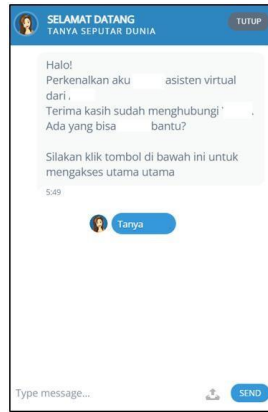 SELAMAT DATANG
TANYA SEPUTAR DUNIA
TUTUP
Halo!
Perkenalkan aku asisten virtual
dari .
Terima kasih sudah menghubungi ' .
Ada yang bisa bantu?
Silakan klik tombol di bawah ini untuk
mengakses utama utama
5:49
Tanya
Type message...
SEND